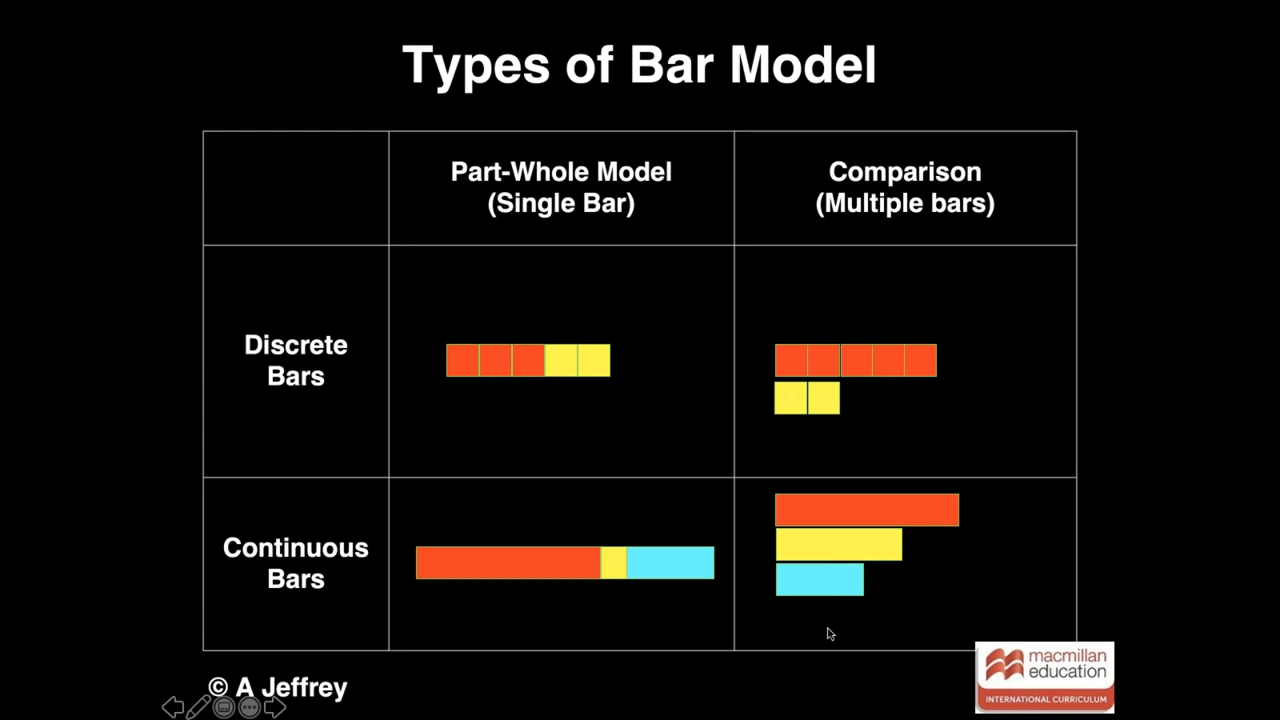 Types of Bar Model
Part-Whole Model
(Single Bar)
Comparison
(Multiple bars)
Discrete
Bars
Continuous
Bars
© A Jeffrey
macmillan
education
INTERNATIONAL CURRICULUM